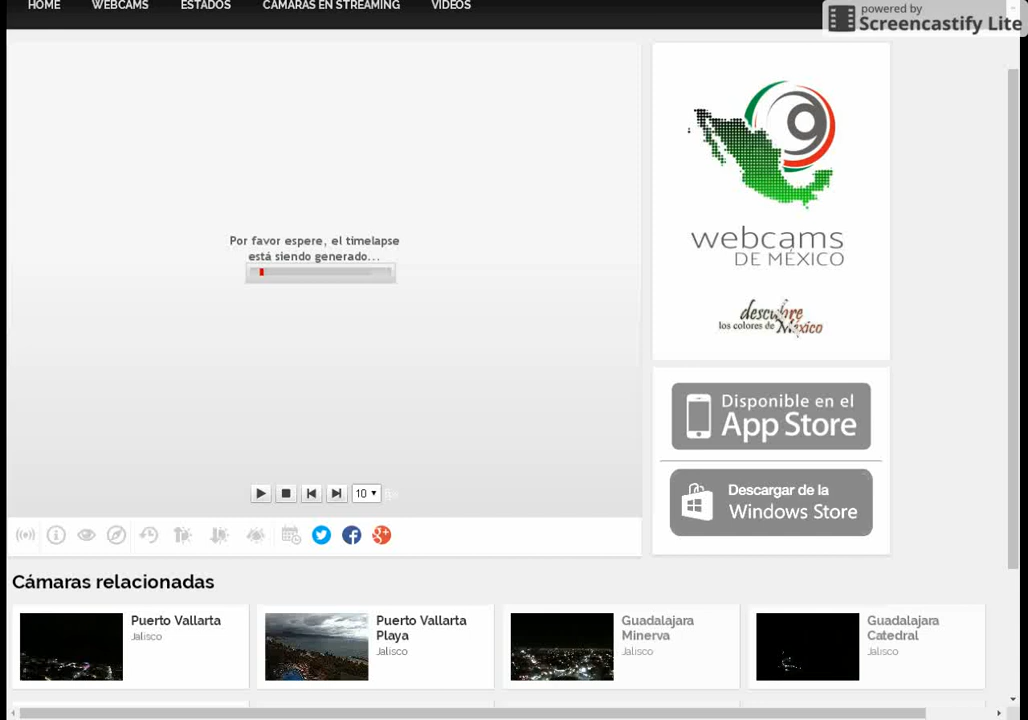 HOME WEBCAMS ESTADOS CÁMARAS EN STREAMING VIDEOS
powered by
Screencastify Lite
Por favor espere, el timelapse
está siendo generado...
webcams
DE MÉXICO
descubre
los colores de México
Disponible en el
App Store
Descargar de la
Windows Store
10
Cámaras relacionadas
Puerto Vallarta
Jalisco
Puerto Vallarta
Playa
Jalisco
Guadalajara
Minerva
Jalisco
Guadalajara
Catedral
Jalisco